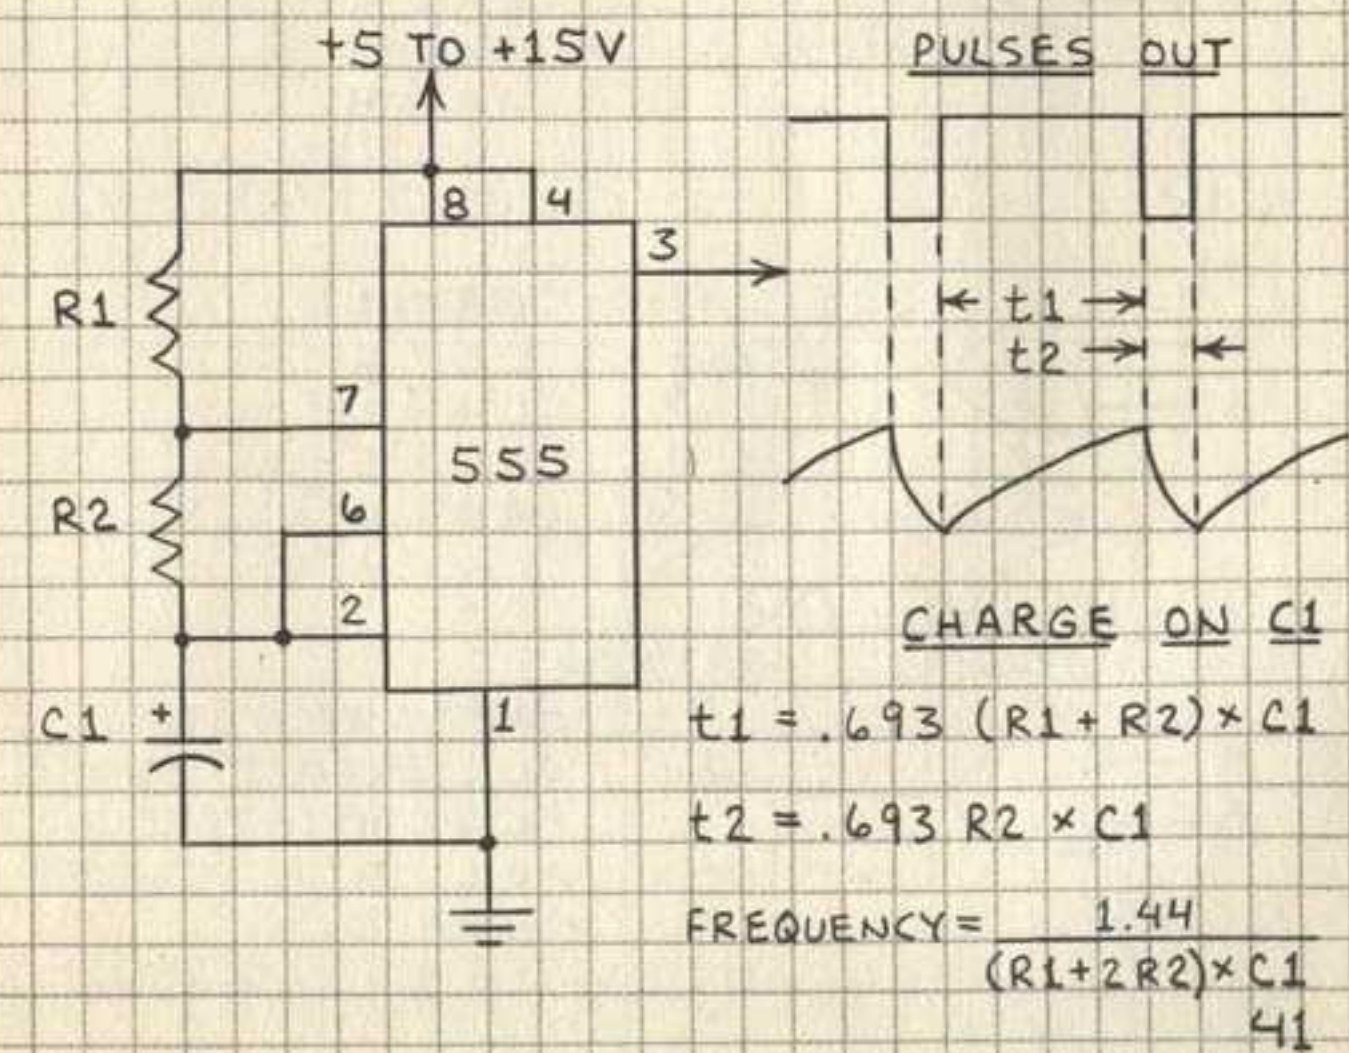 +5 TO +15V
PULSES OUT
8
4
3
R1
t1
t2
7
555
R2
6
2
CHARGE ON C1
C1
+
1
t1 = .693 (R1 + R2) × C1
t2 = .693 R2 × C1
FREQUENCY = 1.44
(R1+2R2)× C1
41